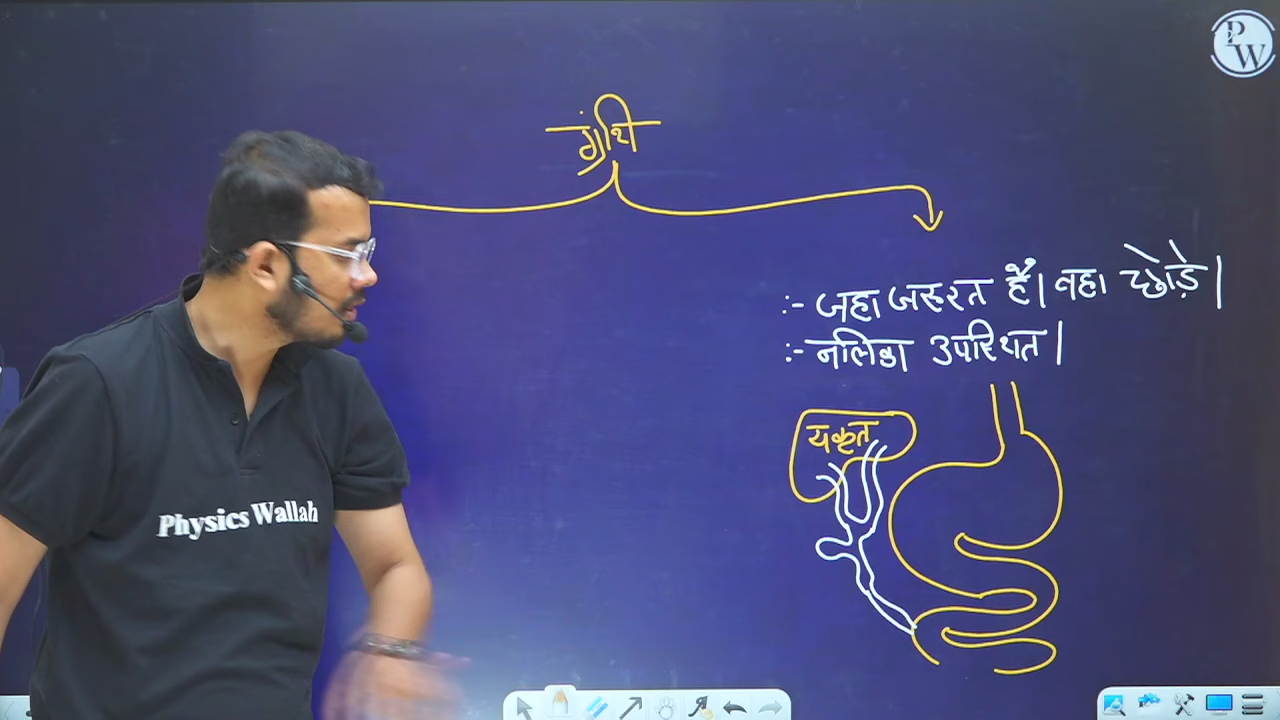 PW
ग्रंथि
:- जहा जरुरत हैं। वहा छोड़े।
:- नलिका उपस्थित।
यकृत
Physics Wallah